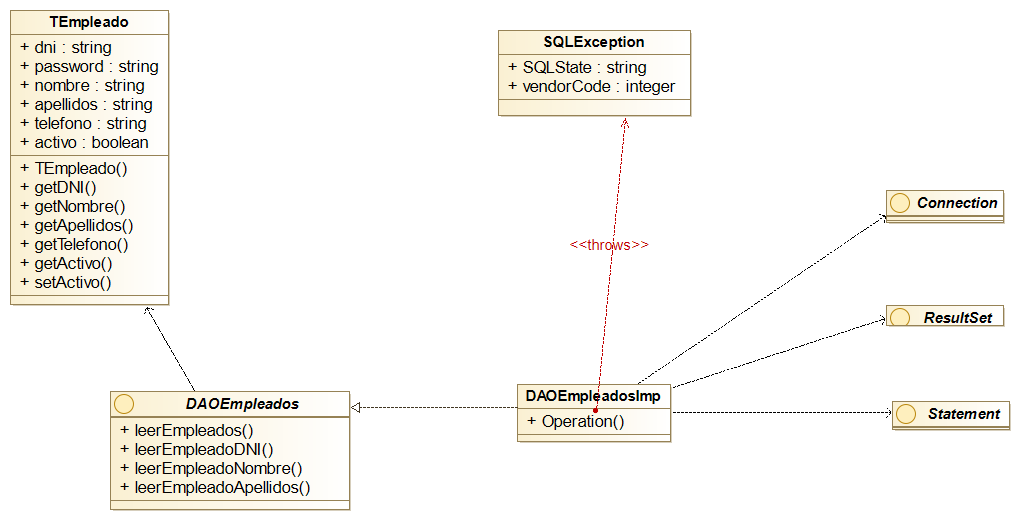 TEmpleado
+ dni : string
+ password : string
+ nombre : string
+ apellidos : string
+ telefono : string
+ activo : boolean
+ TEmpleado()
+ getDNI()
+ getNombre()
+ getApellidos()
+ getTelefono()
+ getActivo()
+ setActivo()
SQLException
+ SQLState : string
+ vendorCode : integer
<<throws>>
Connection
ResultSet
Statement
DAOEmpleados
+ leerEmpleados()
+ leerEmpleadoDNI()
+ leerEmpleadoNombre()
+ leerEmpleadoApellidos()
DAOEmpleadosImp
+ Operation()